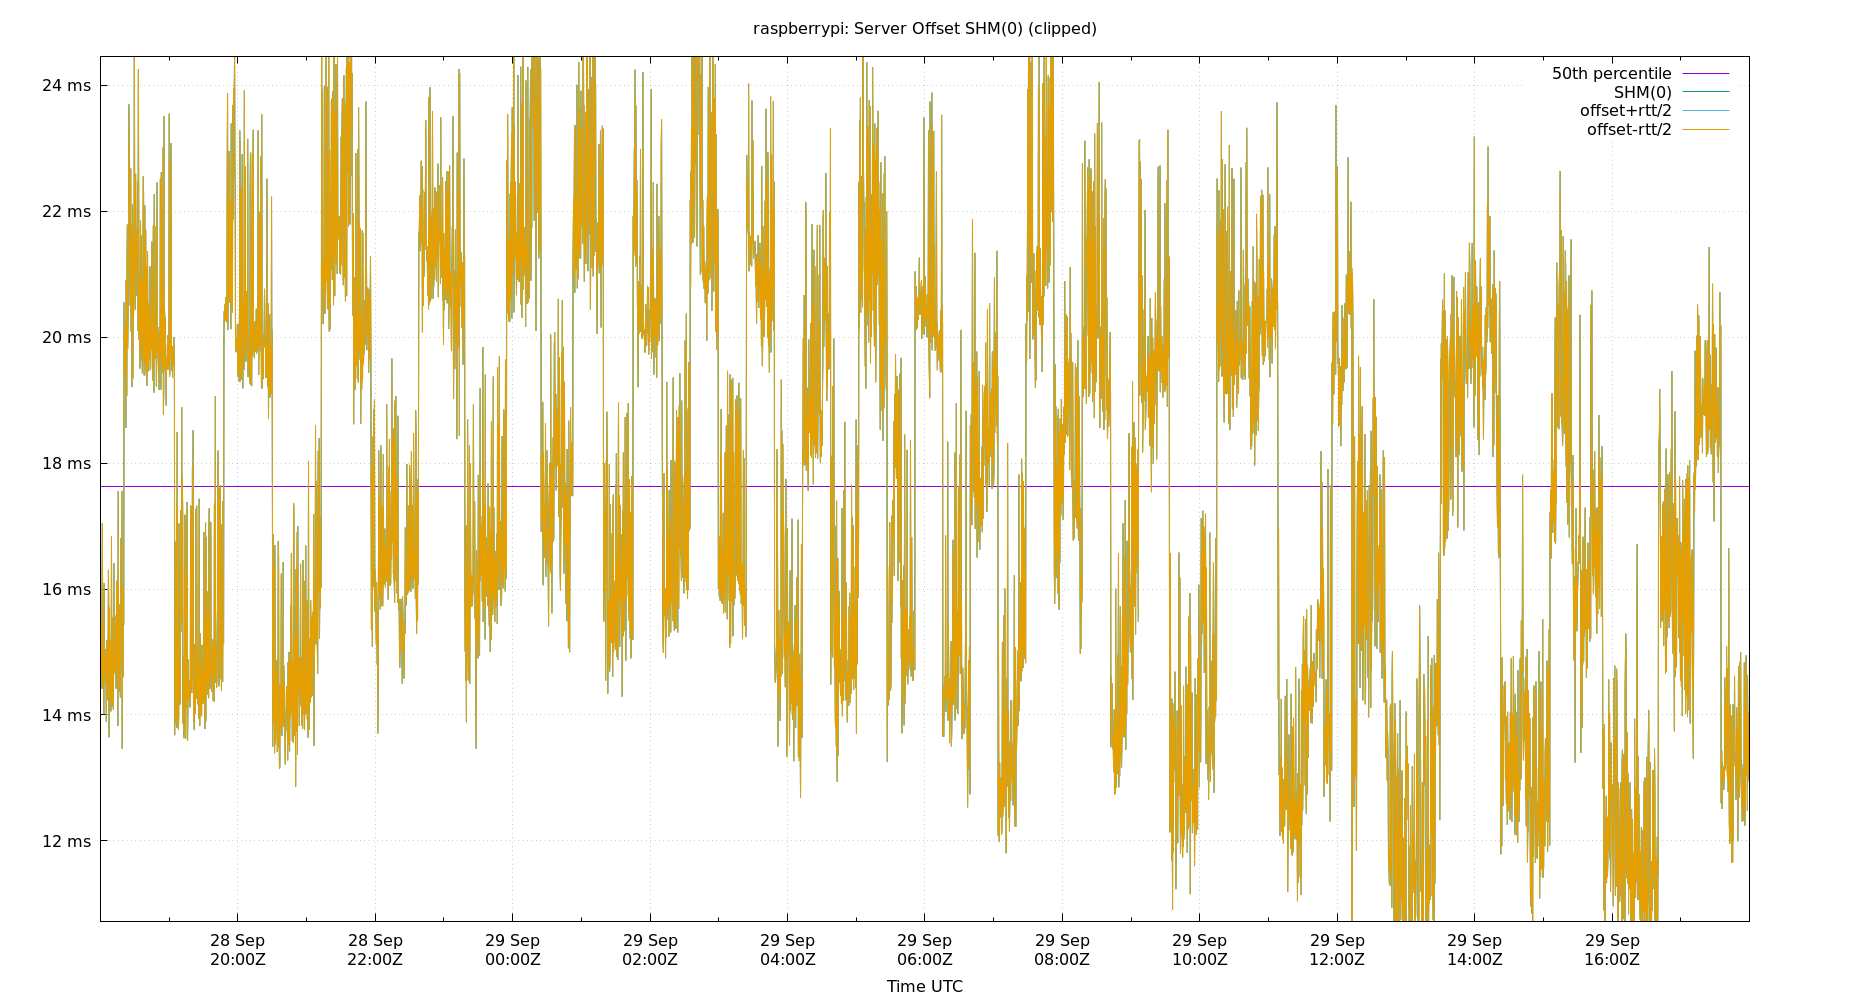 raspberrypi: Server Offset SHM(0) (clipped)
50th percentile
SHM(0)
offset+rtt/2
offset-rtt/2
24 ms
22 ms
20 ms
18 ms
16 ms
14 ms
12 ms
28 Sep 28 Sep 29 Sep 29 Sep 29 Sep 29 Sep 29 Sep 29 Sep 29 Sep 29 Sep 29 Sep
20:00Z 22:00Z 00:00Z 02:00Z 04:00Z 06:00Z 08:00Z 10:00Z 12:00Z 14:00Z 16:00Z
Time UTC